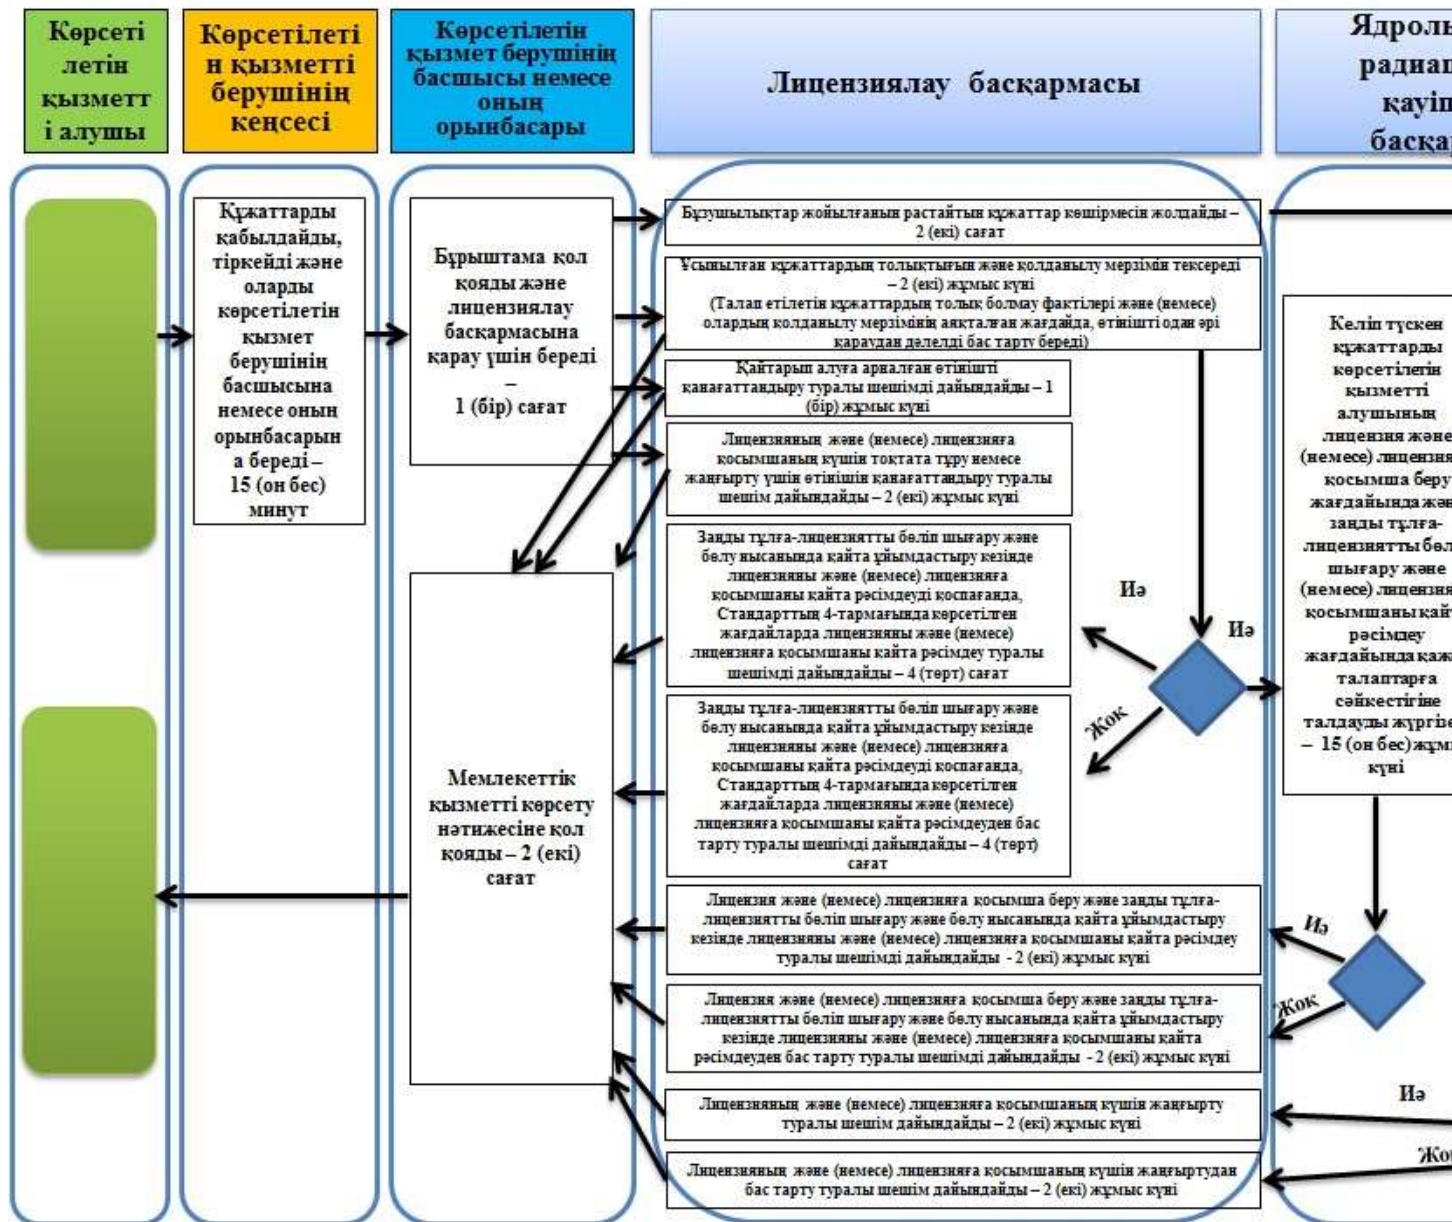 Көрсеті
летін
қызметт
і алушы
Көрсетілеті
н қызметті
берушінің
кеңсесі
Көрсетілетін
қызмет берушінің
басшысы немесе
оның
орынбасары
Лицензиялау басқармасы
Құжаттарды
қабылдайды,
тіркейді және
оларды
көрсетілетін
қызмет
берушінің
басшысына
немесе оның
орынбасарын
а береді –
15 (он бес)
минут
Бұрыштама қол
қояды және
лицензиялау
басқармасына
қарау үшін береді
–
1 (бір) сағат
Мемлекеттік
қызметті көрсету
нәтижесіне қол
қояды – 2 (екі)
сағат
Бұзушылықтар жойылғанын растайтын құжаттар көшірмесін жолдайды –
2 (екі) сағат
Ұсынылған құжаттардың толықтығын және қолданылу мерзімін тексереді
– 2 (екі) жұмыс күні
(Талап етілетін құжаттардың толық болмау фактілері және (немесе)
олардың қолданылу мерзімінің аяқталған жағдайда, өтінішті одан әрі
қараудан дәлелді бас тарту береді)
Қайтарып алуға арналған өтінішті
қанағаттандыру туралы шешімді дайындайды – 1
(бір) жұмыс күні
Лицензияның және (немесе) лицензияға
қосымшаның күшін тоқтата тұру немесе
жаңғырту үшін өтінішін қанағаттандыру туралы
шешім дайындайды – 2 (екі) жұмыс күні
Заңды тұлға-лицензиятты бөліп шығару және
бөлу нысанында қайта ұйымдастыру кезінде
лицензияны және (немесе) лицензияға
қосымшаны қайта рәсімдеуді қоспағанда,
Стандарттың 4-тармағында көрсетілген
жағдайларда лицензияны және (немесе)
лицензияға қосымшаны қайта рәсімдеу туралы
шешімді дайындайды – 4 (төрт) сағат
Заңды тұлға-лицензиятты бөліп шығару және
бөлу нысанында қайта ұйымдастыру кезінде
лицензияны және (немесе) лицензияға
қосымшаны қайта рәсімдеуді қоспағанда,
Стандарттың 4-тармағында көрсетілген
жағдайларда лицензияны және (немесе)
лицензияға қосымшаны қайта рәсімдеуден бас
тарту туралы шешімді дайындайды – 4 (төрт)
сағат
Иә
Иә
Жоқ
Лицензия және (немесе) лицензияға қосымша беру және заңды тұлға-
лицензиятты бөліп шығару және бөлу нысанында қайта ұйымдастыру
кезінде лицензияны және (немесе) лицензияға қосымшаны қайта рәсімдеу
туралы шешімді дайындайды - 2 (екі) жұмыс күні
Лицензия және (немесе) лицензияға қосымша беру және заңды тұлға-
лицензиятты бөліп шығару және бөлу нысанында қайта ұйымдастыру
кезінде лицензияны және (немесе) лицензияға қосымшаны қайта
рәсімдеуден бас тарту туралы шешімді дайындайды - 2 (екі) жұмыс күні
Лицензияның және (немесе) лицензияға қосымшаның күшін жаңғырту
туралы шешім дайындайды – 2 (екі) жұмыс күні
Лицензияның және (немесе) лицензияға қосымшаның күшін жаңғыртудан
бас тарту туралы шешім дайындайды – 2 (екі) жұмыс күні
Келіп түскен
құжаттарды
көрсетілетін
қызметті
алушының
лицензия және
(немесе)
қосымша беру
жағдайында
заңды тұлға-
лицензиятты
шығару және
(немесе)
қосымшаны
рәсімдеу
жағдайында
талаптарға
сәйкестігіне
талдауды
– 15 (он бес)
күні
Иә
Жоқ
Иә